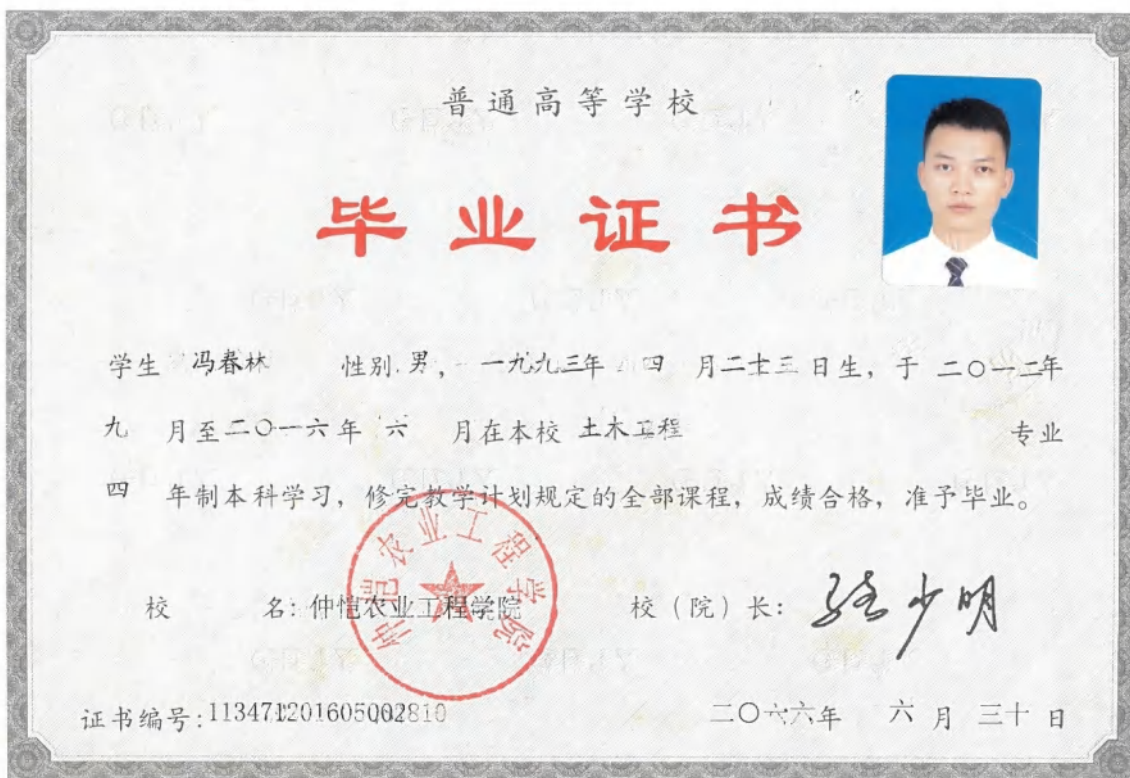 普通高等学校
毕业证书
学生 冯春林 性别 男, 一九九三年 四 月二十三日生, 于 二〇一二年
九 月至二〇一六年 六 月在本校 土木工程 专业
四 年制本科学习, 修完教学计划规定的全部课程, 成绩合格, 准予毕业。
校 名: 仲恺农业工程学院 校(院)长: 骆少明
仲恺农业工程学院
证书编号: 113471201605002810 二〇六六年 六 月 三十 日